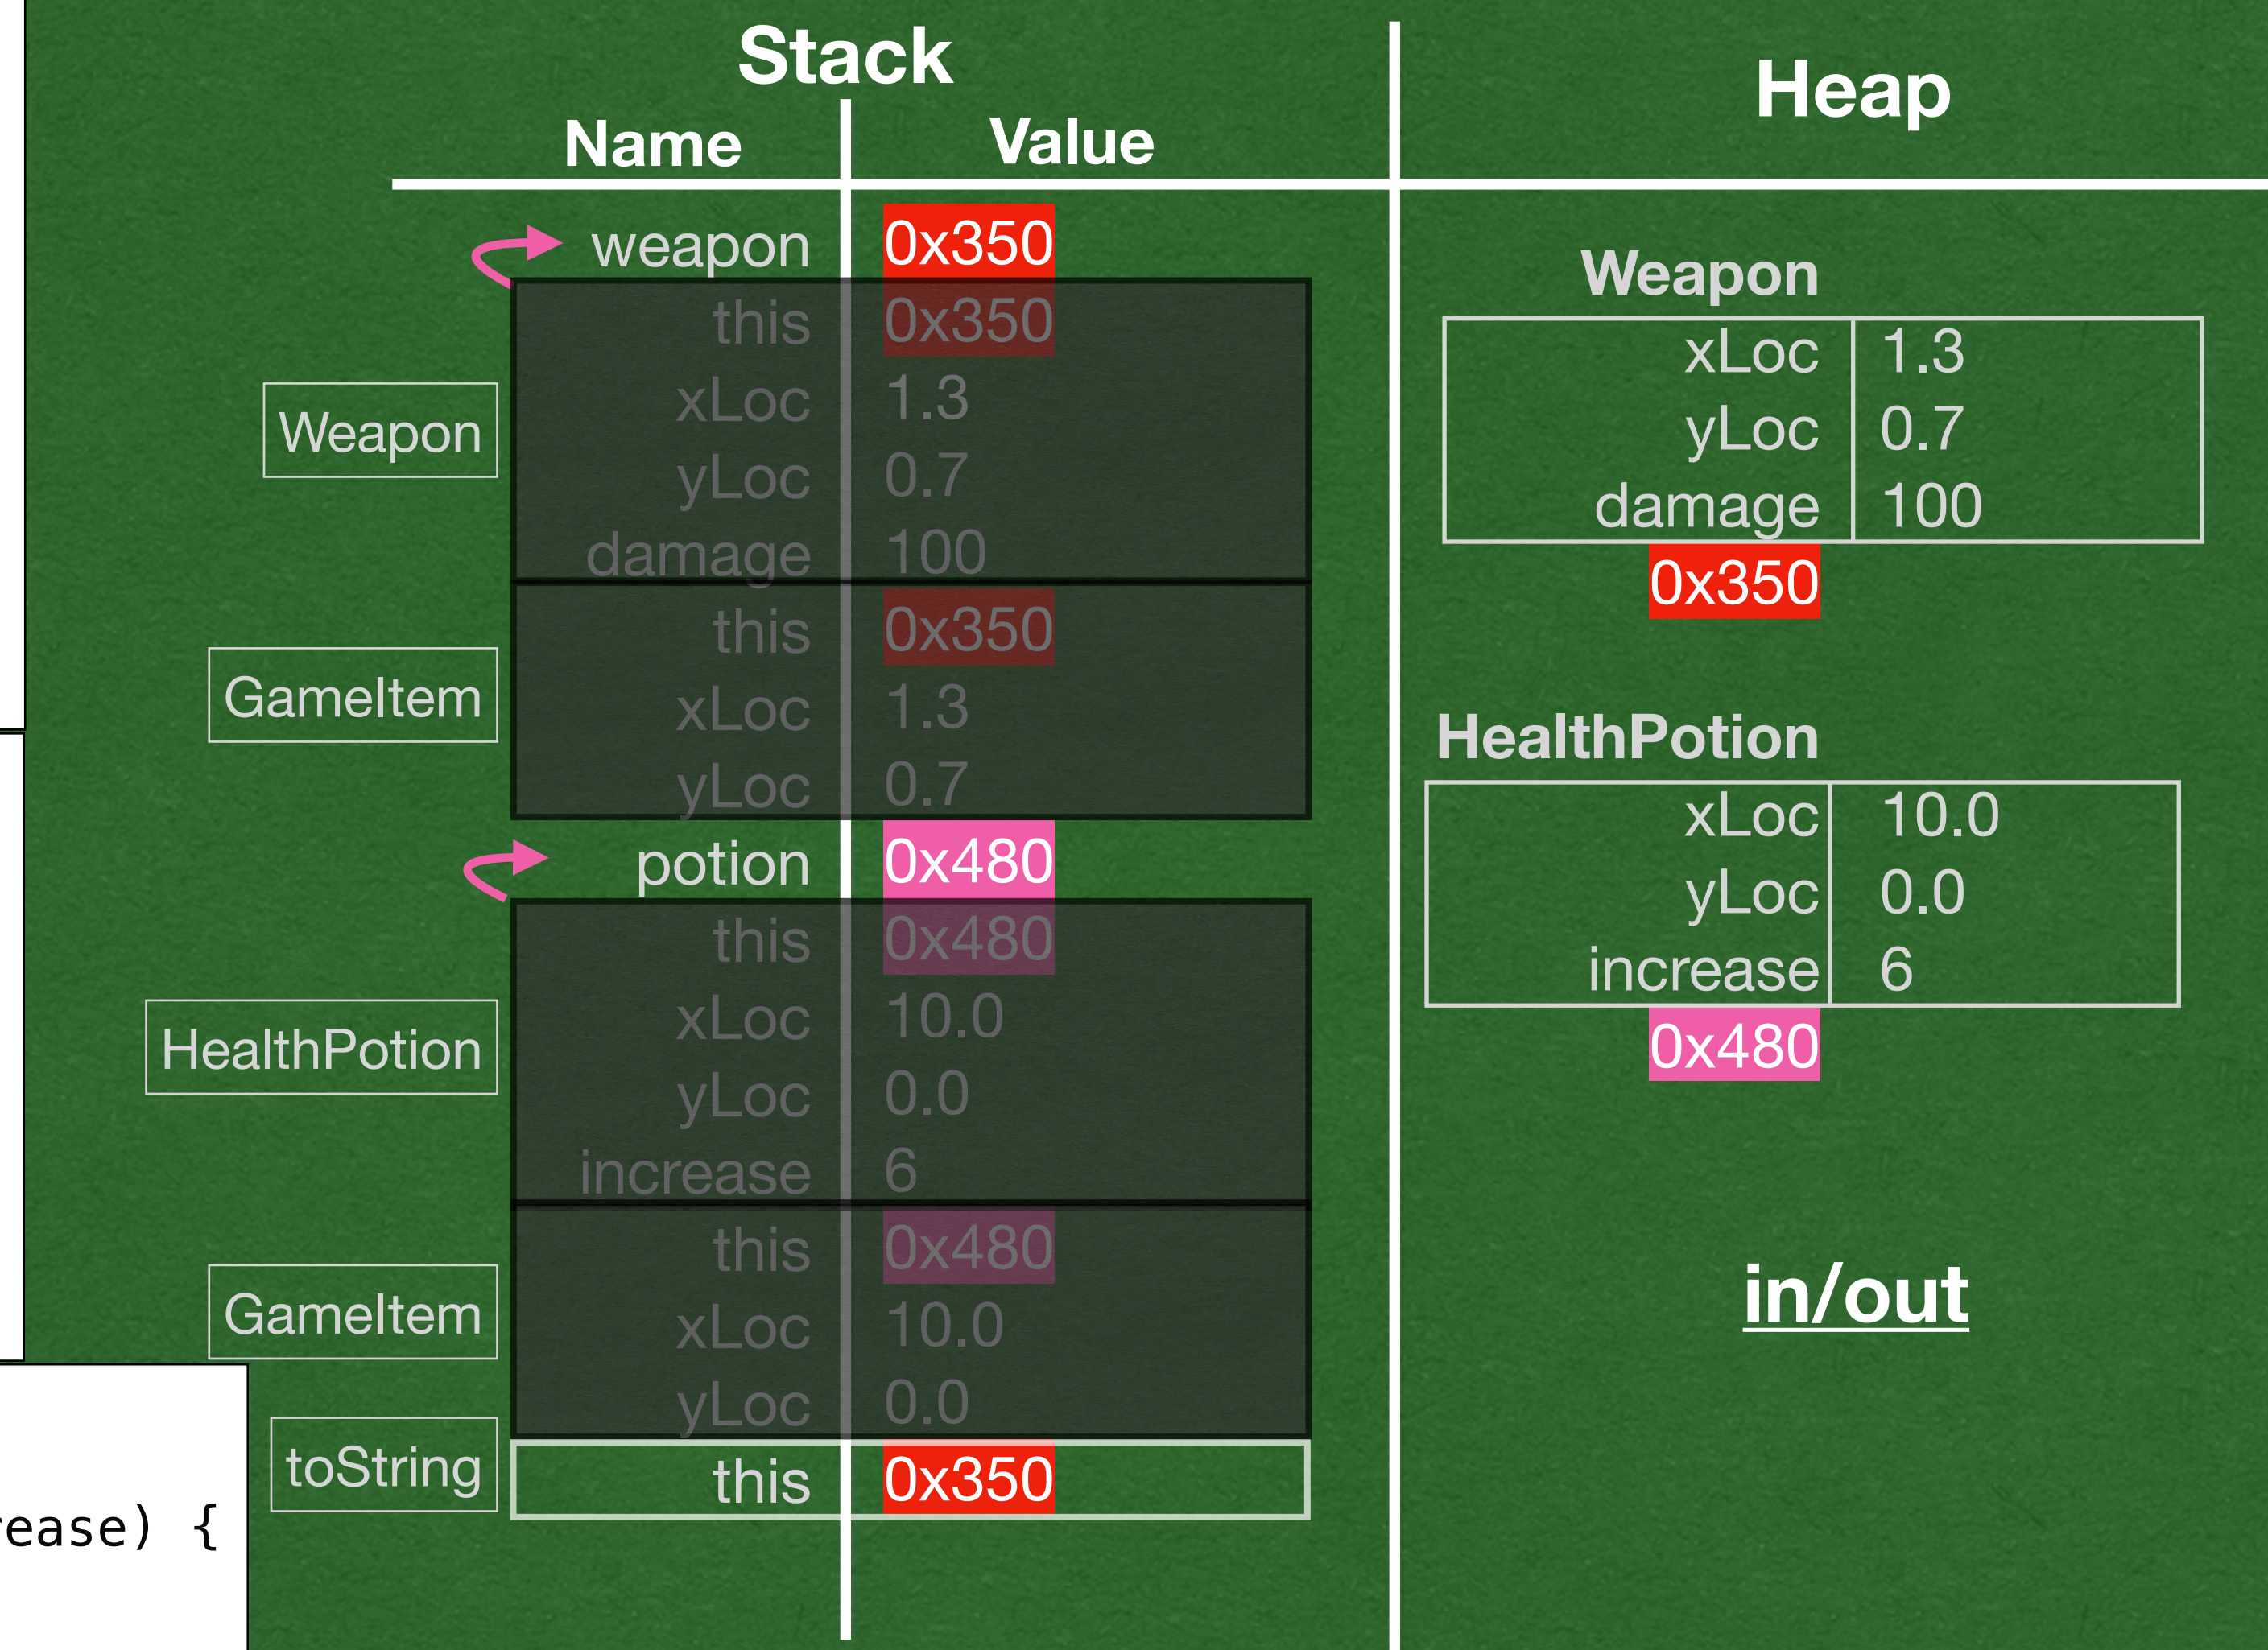 Stack
Heap
Name Value
weapon 0x350
this 0x350
xLoc 1.3
yLoc 0.7
damage 100
Weapon
this 0x350
xLoc 1.3
yLoc 0.7
GameItem
potion 0x480
this 0x480
xLoc 10.0
yLoc 0.0
increase 6
HealthPotion
this 0x480
xLoc 10.0
yLoc 0.0
GameItem
toString
this 0x350
Weapon
xLoc 1.3
yLoc 0.7
damage 100
0x350
HealthPotion
xLoc 10.0
yLoc 0.0
increase 6
0x480
in/out
ease) {